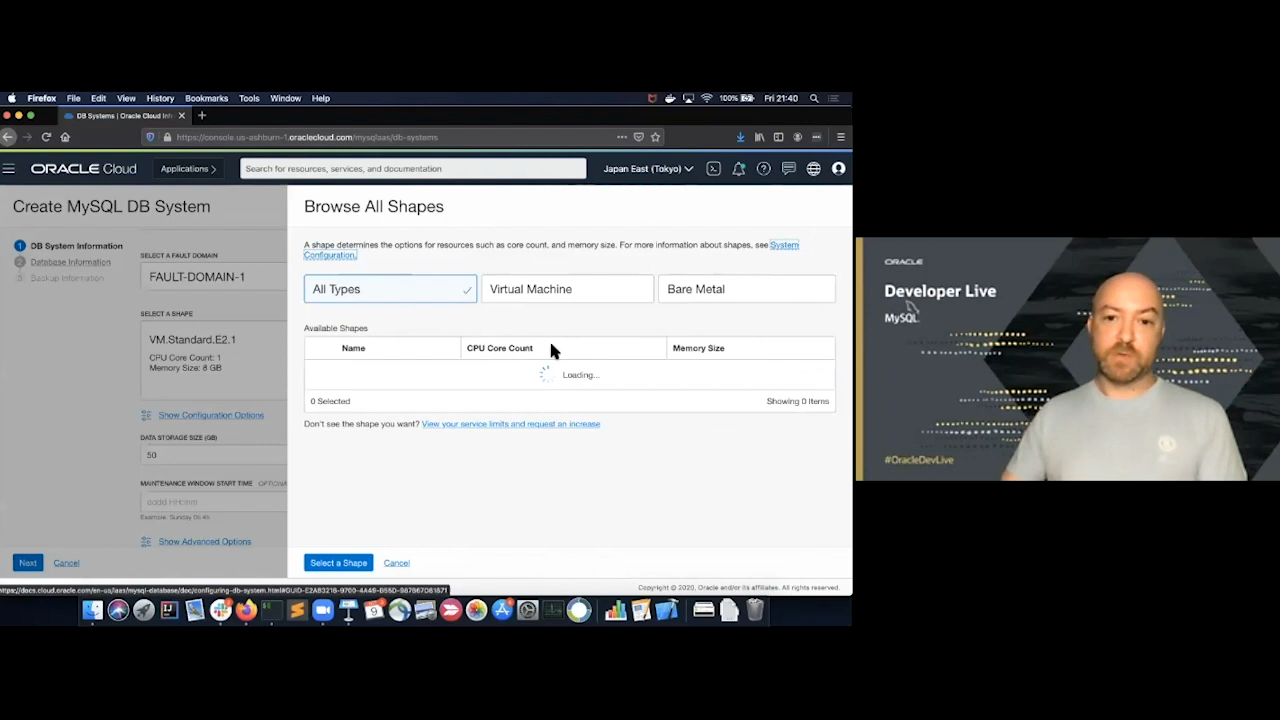 Firefox File Edit View History Bookmarks Tools Window Help 100% Fri 21:40
DB Systems | Oracle Cloud Inf
https://console.us-ashburn-1.oraclecloud.com/mysqlaas/db-systems
ORACLE Cloud Applications Search for resources, services, and documentation Japan East (Tokyo)
Create MySQL DB System
1 DB System Information
2 Database Information
3 Backup Information
SELECT A FAULT DOMAIN
FAULT-DOMAIN-1
SELECT A SHAPE
VM.Standard.E2.1
CPU Core Count: 1
Memory Size: 8 GB
Show Configuration Options
DATA STORAGE SIZE (GB)
50
MAINTENANCE WINDOW START TIME
Show Advanced Options
Next Cancel
Browse All Shapes
A shape determines the options for resources such as core count, and memory size. For more information about shapes, see System
Configuration.
All Types Virtual Machine Bare Metal
Available Shapes
Name CPU Core Count Memory Size
Loading...
0 Selected Showing 0 Items
Don't see the shape you want? View your service limits and request an increase
Select a Shape Cancel
Copyright © 2020, Oracle and/or its affiliates. All rights reserved.
ORACLE
Developer Live
MySQL
#OracleDevLive